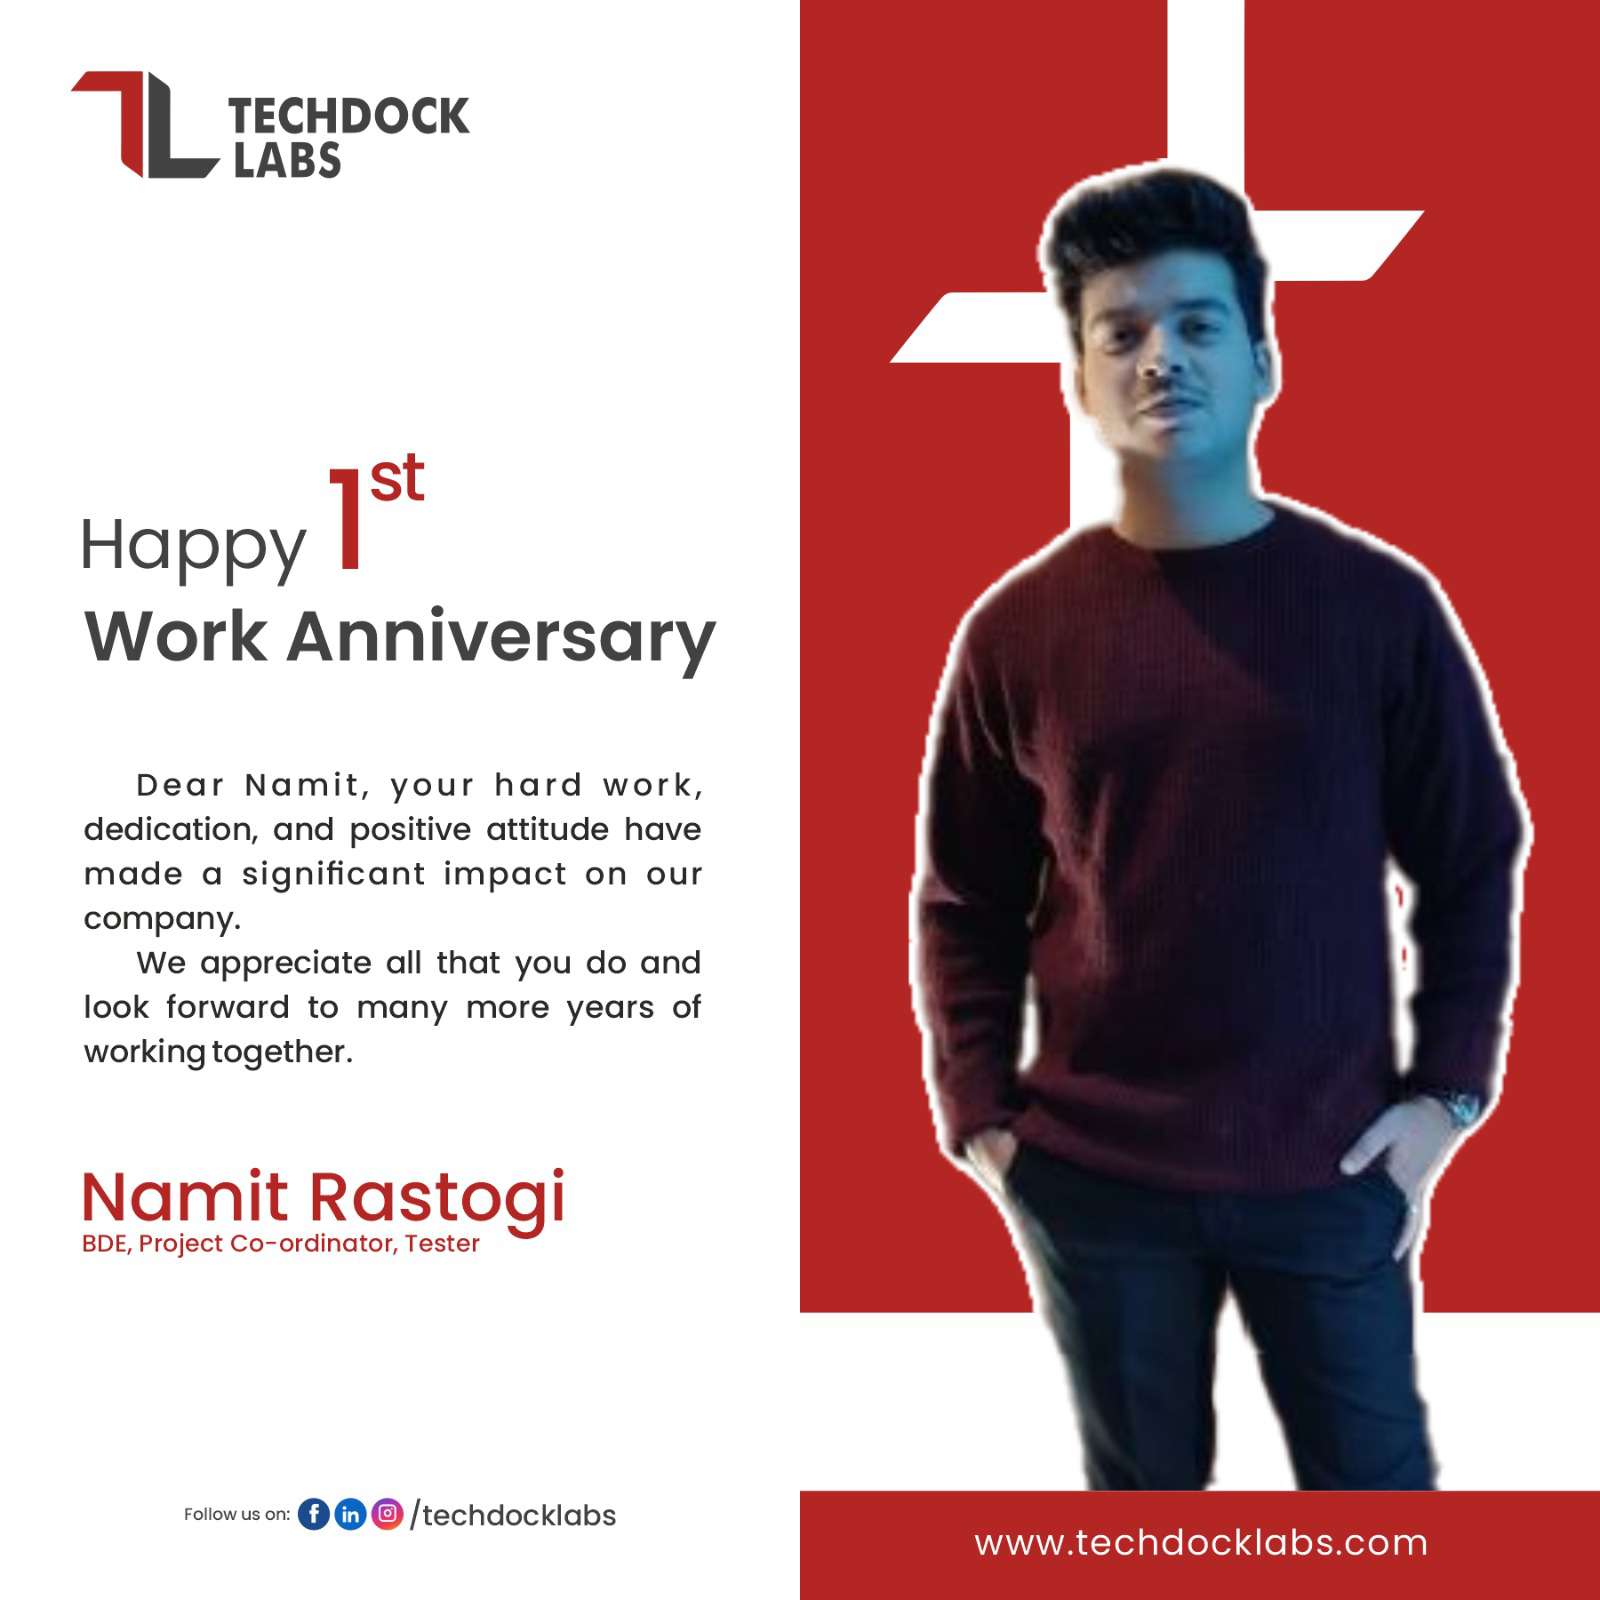 TECHDOCK
LABS
Happy 1st
Work Anniversary
Dear Namit, your hard work,
dedication, and positive attitude have
made a significant impact on our
company.
We appreciate all that you do and
look forward to many more years of
working together.
Namit Rastogi
BDE, Project Co-ordinator, Tester
Follow us on: /techdocklabs
www.techdocklabs.com